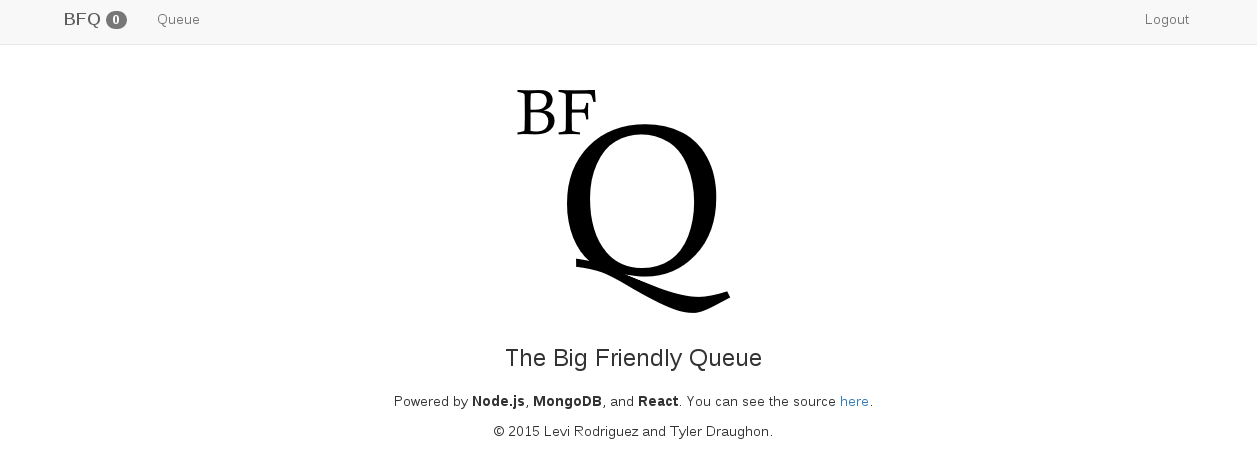 BFQ 0 Queue Logout
BF
Q
The Big Friendly Queue
Powered by Node.js, MongoDB, and React. You can see the source here.
© 2015 Levi Rodriguez and Tyler Draughon.